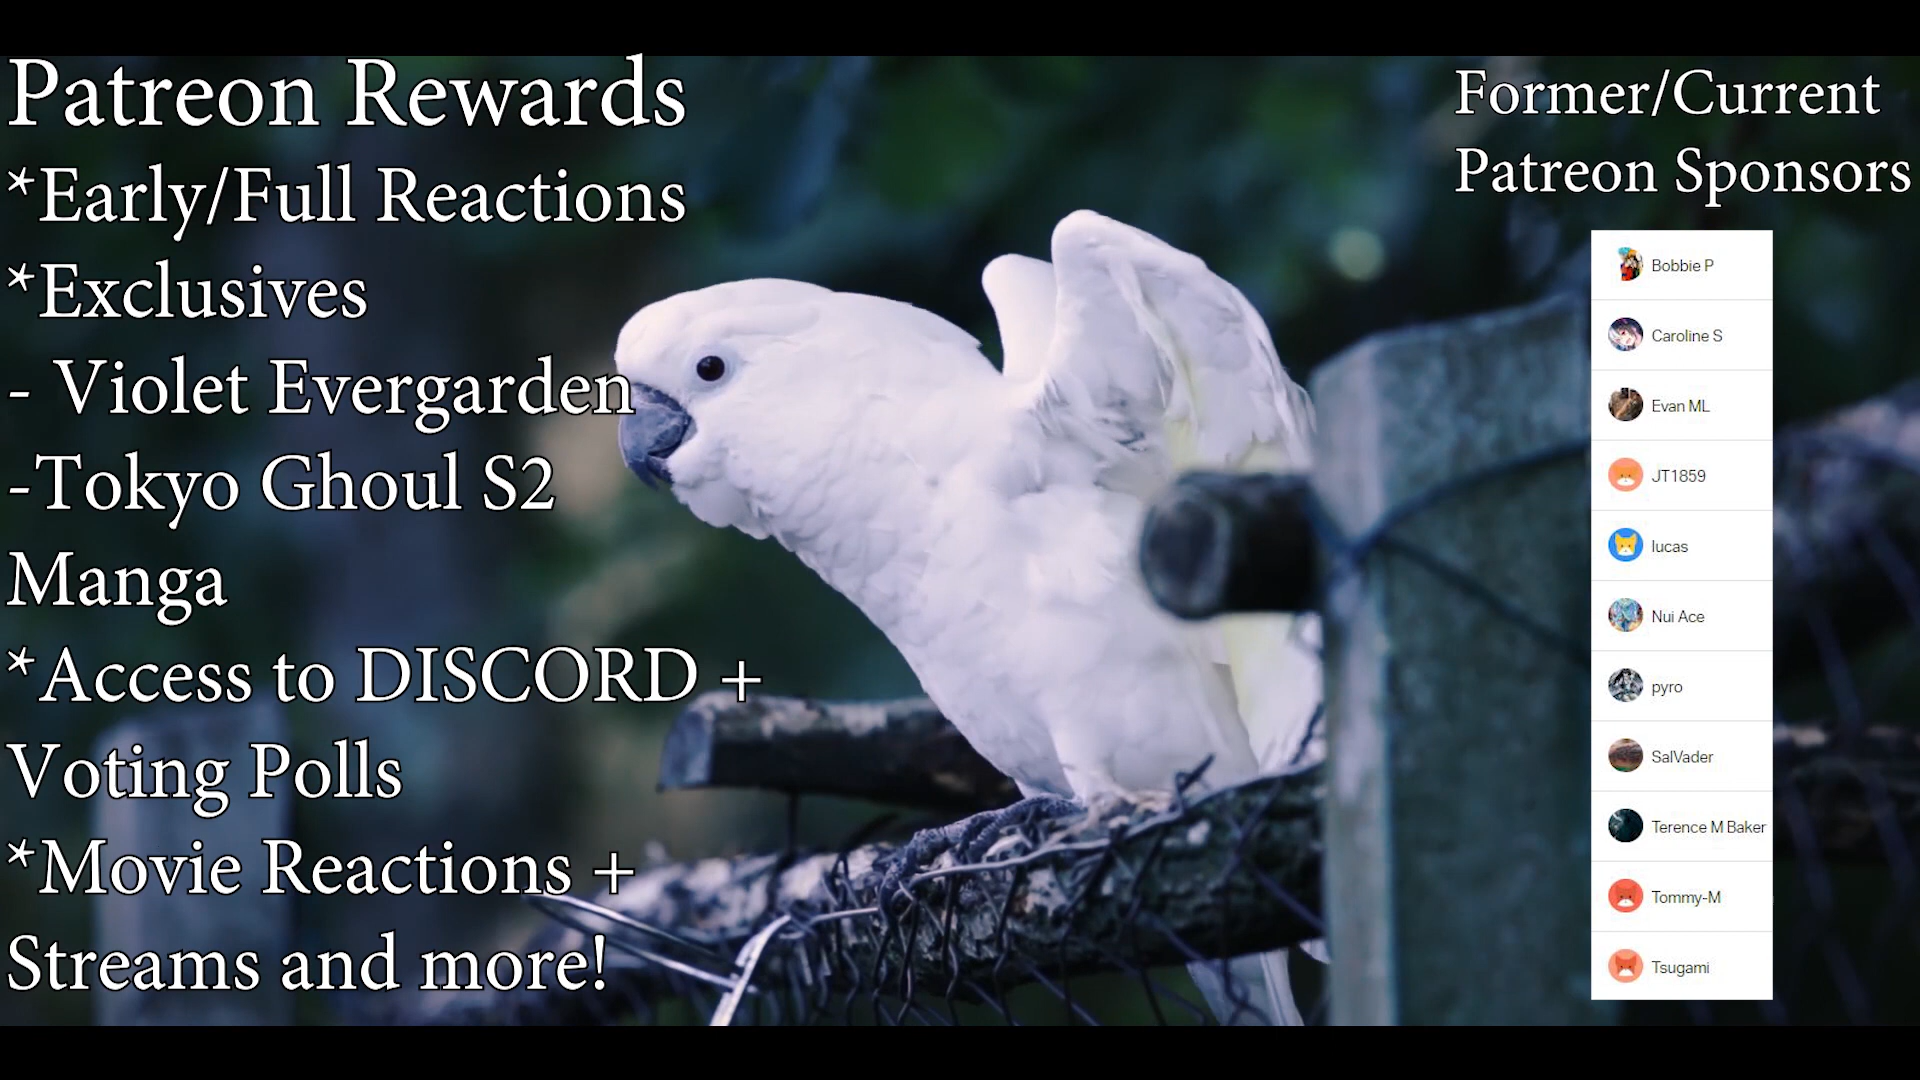 Patreon Rewards
*Early/Full Reactions
*Exclusives
- Violet Evergarden
-Tokyo Ghoul S2
Manga
*Access to DISCORD +
Voting Polls
*Movie Reactions +
Streams and more!
Former/Current
Patreon Sponsors
Bobbie P
Caroline S
Evan ML
JT1859
lucas
Nui Ace
pyro
SalVader
Terence M Baker
Tommy-M
Tsugami